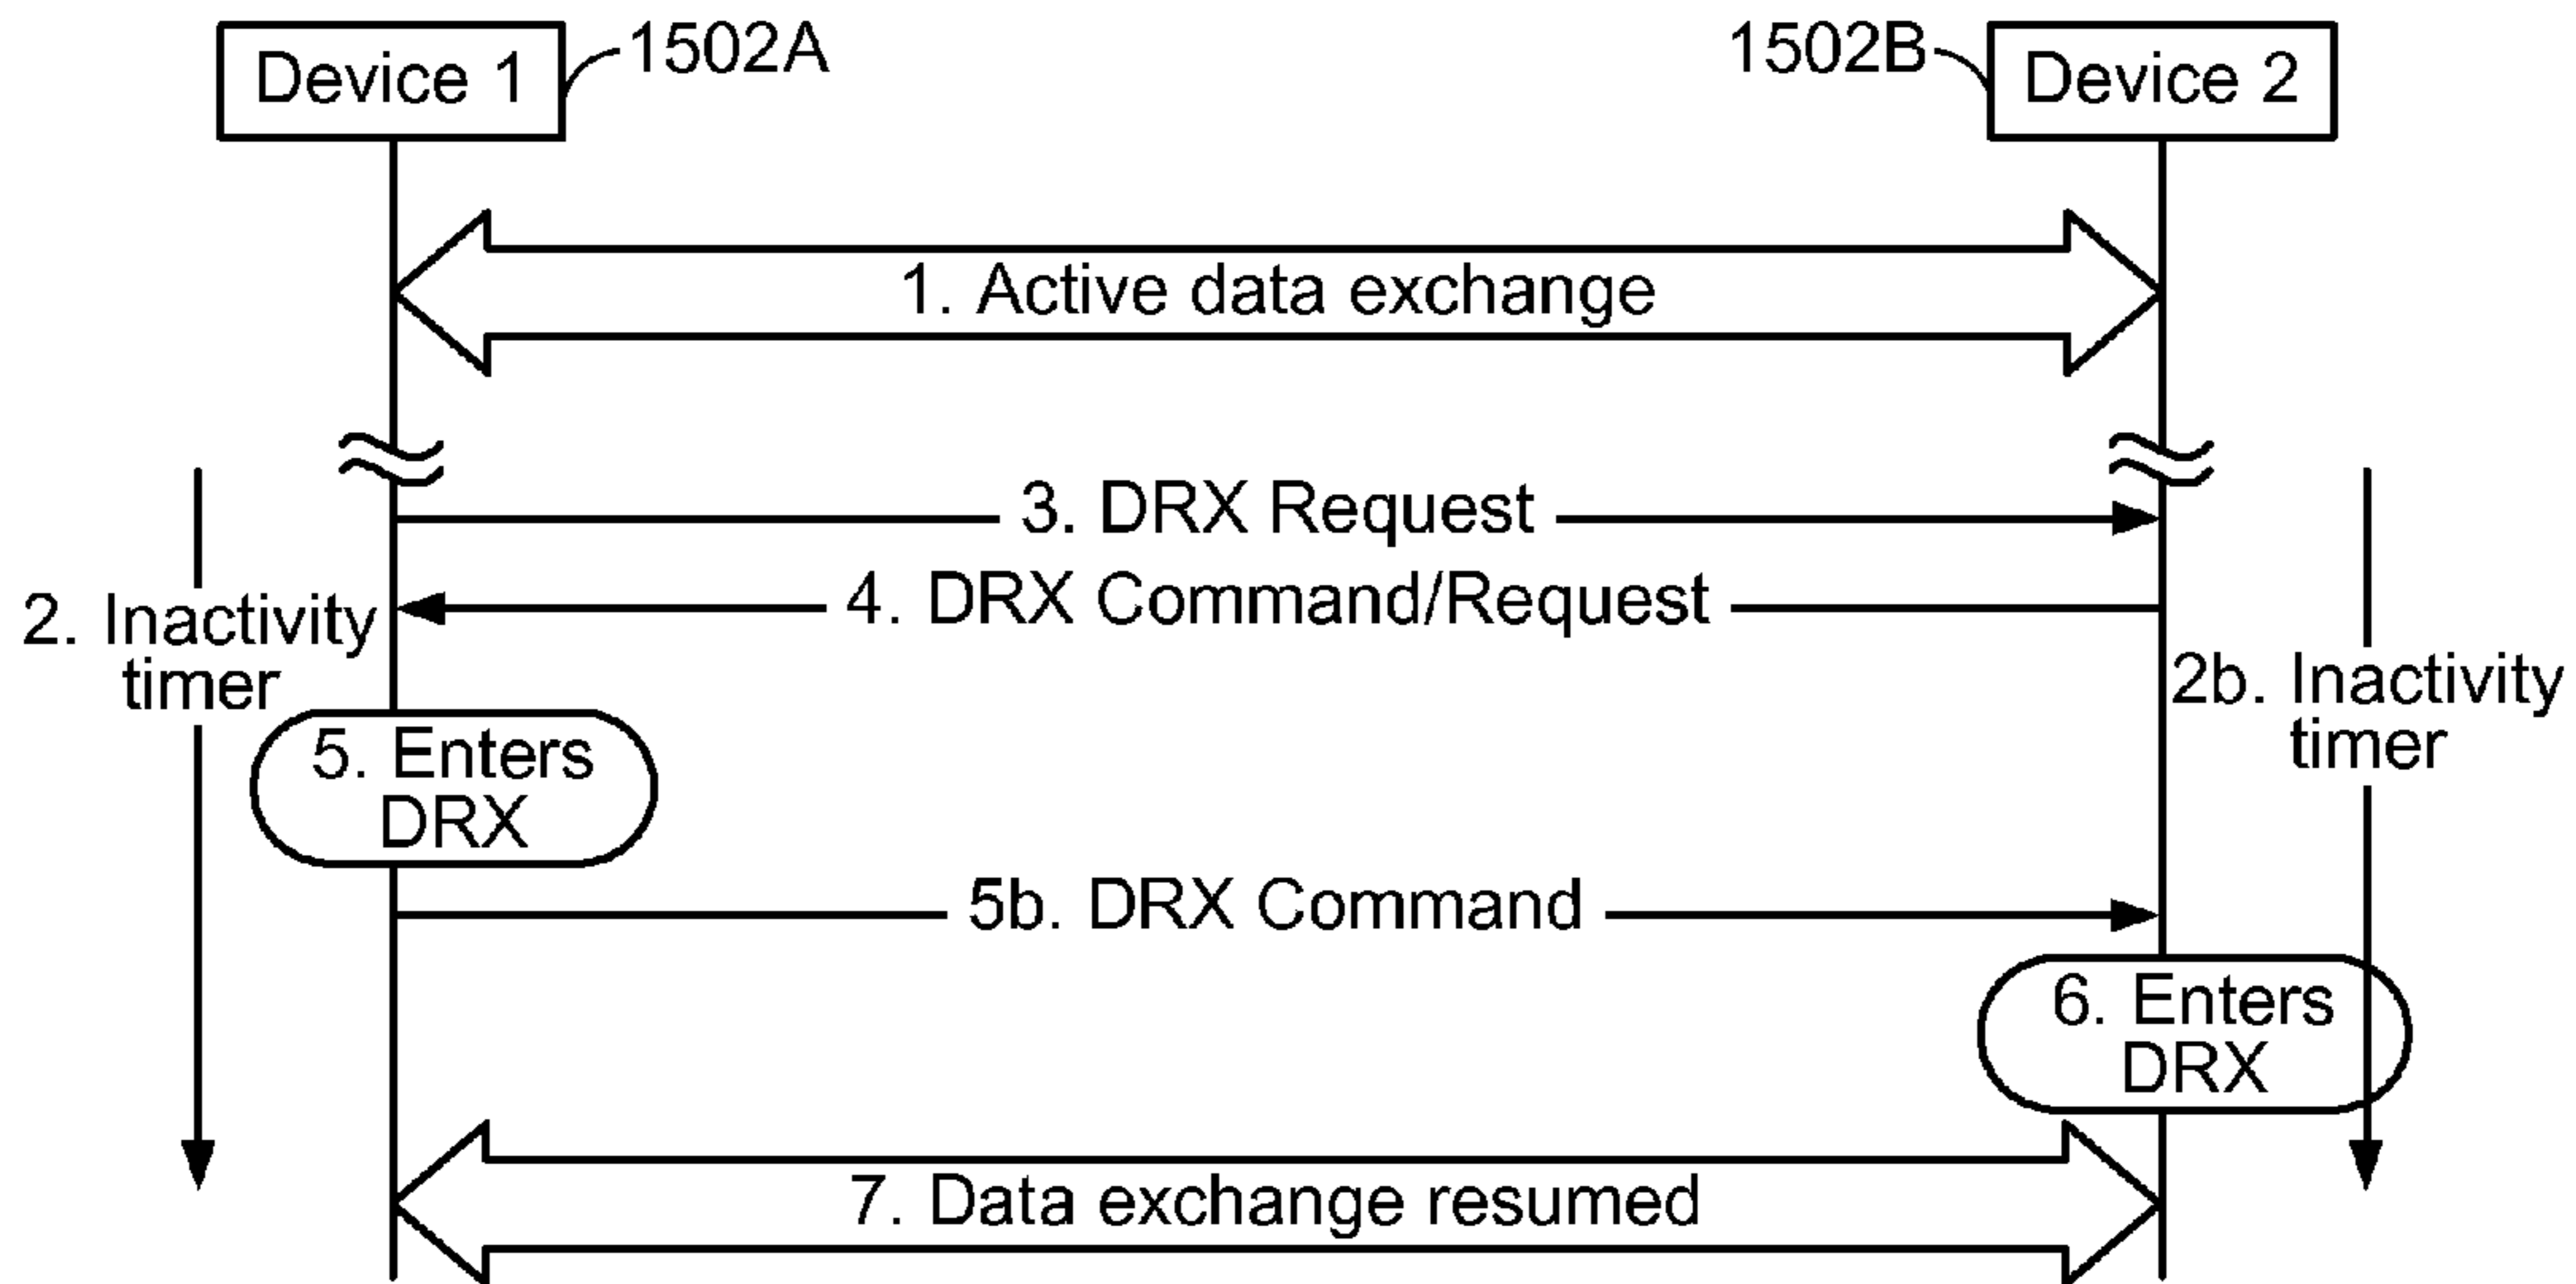 Device 1
1502A
1502B
Device 2
1. Active data exchange
3. DRX Request
4. DRX Command/Request
2. Inactivity
timer
2b. Inactivity
timer
5. Enters
DRX
5b. DRX Command
6. Enters
DRX
7. Data exchange resumed